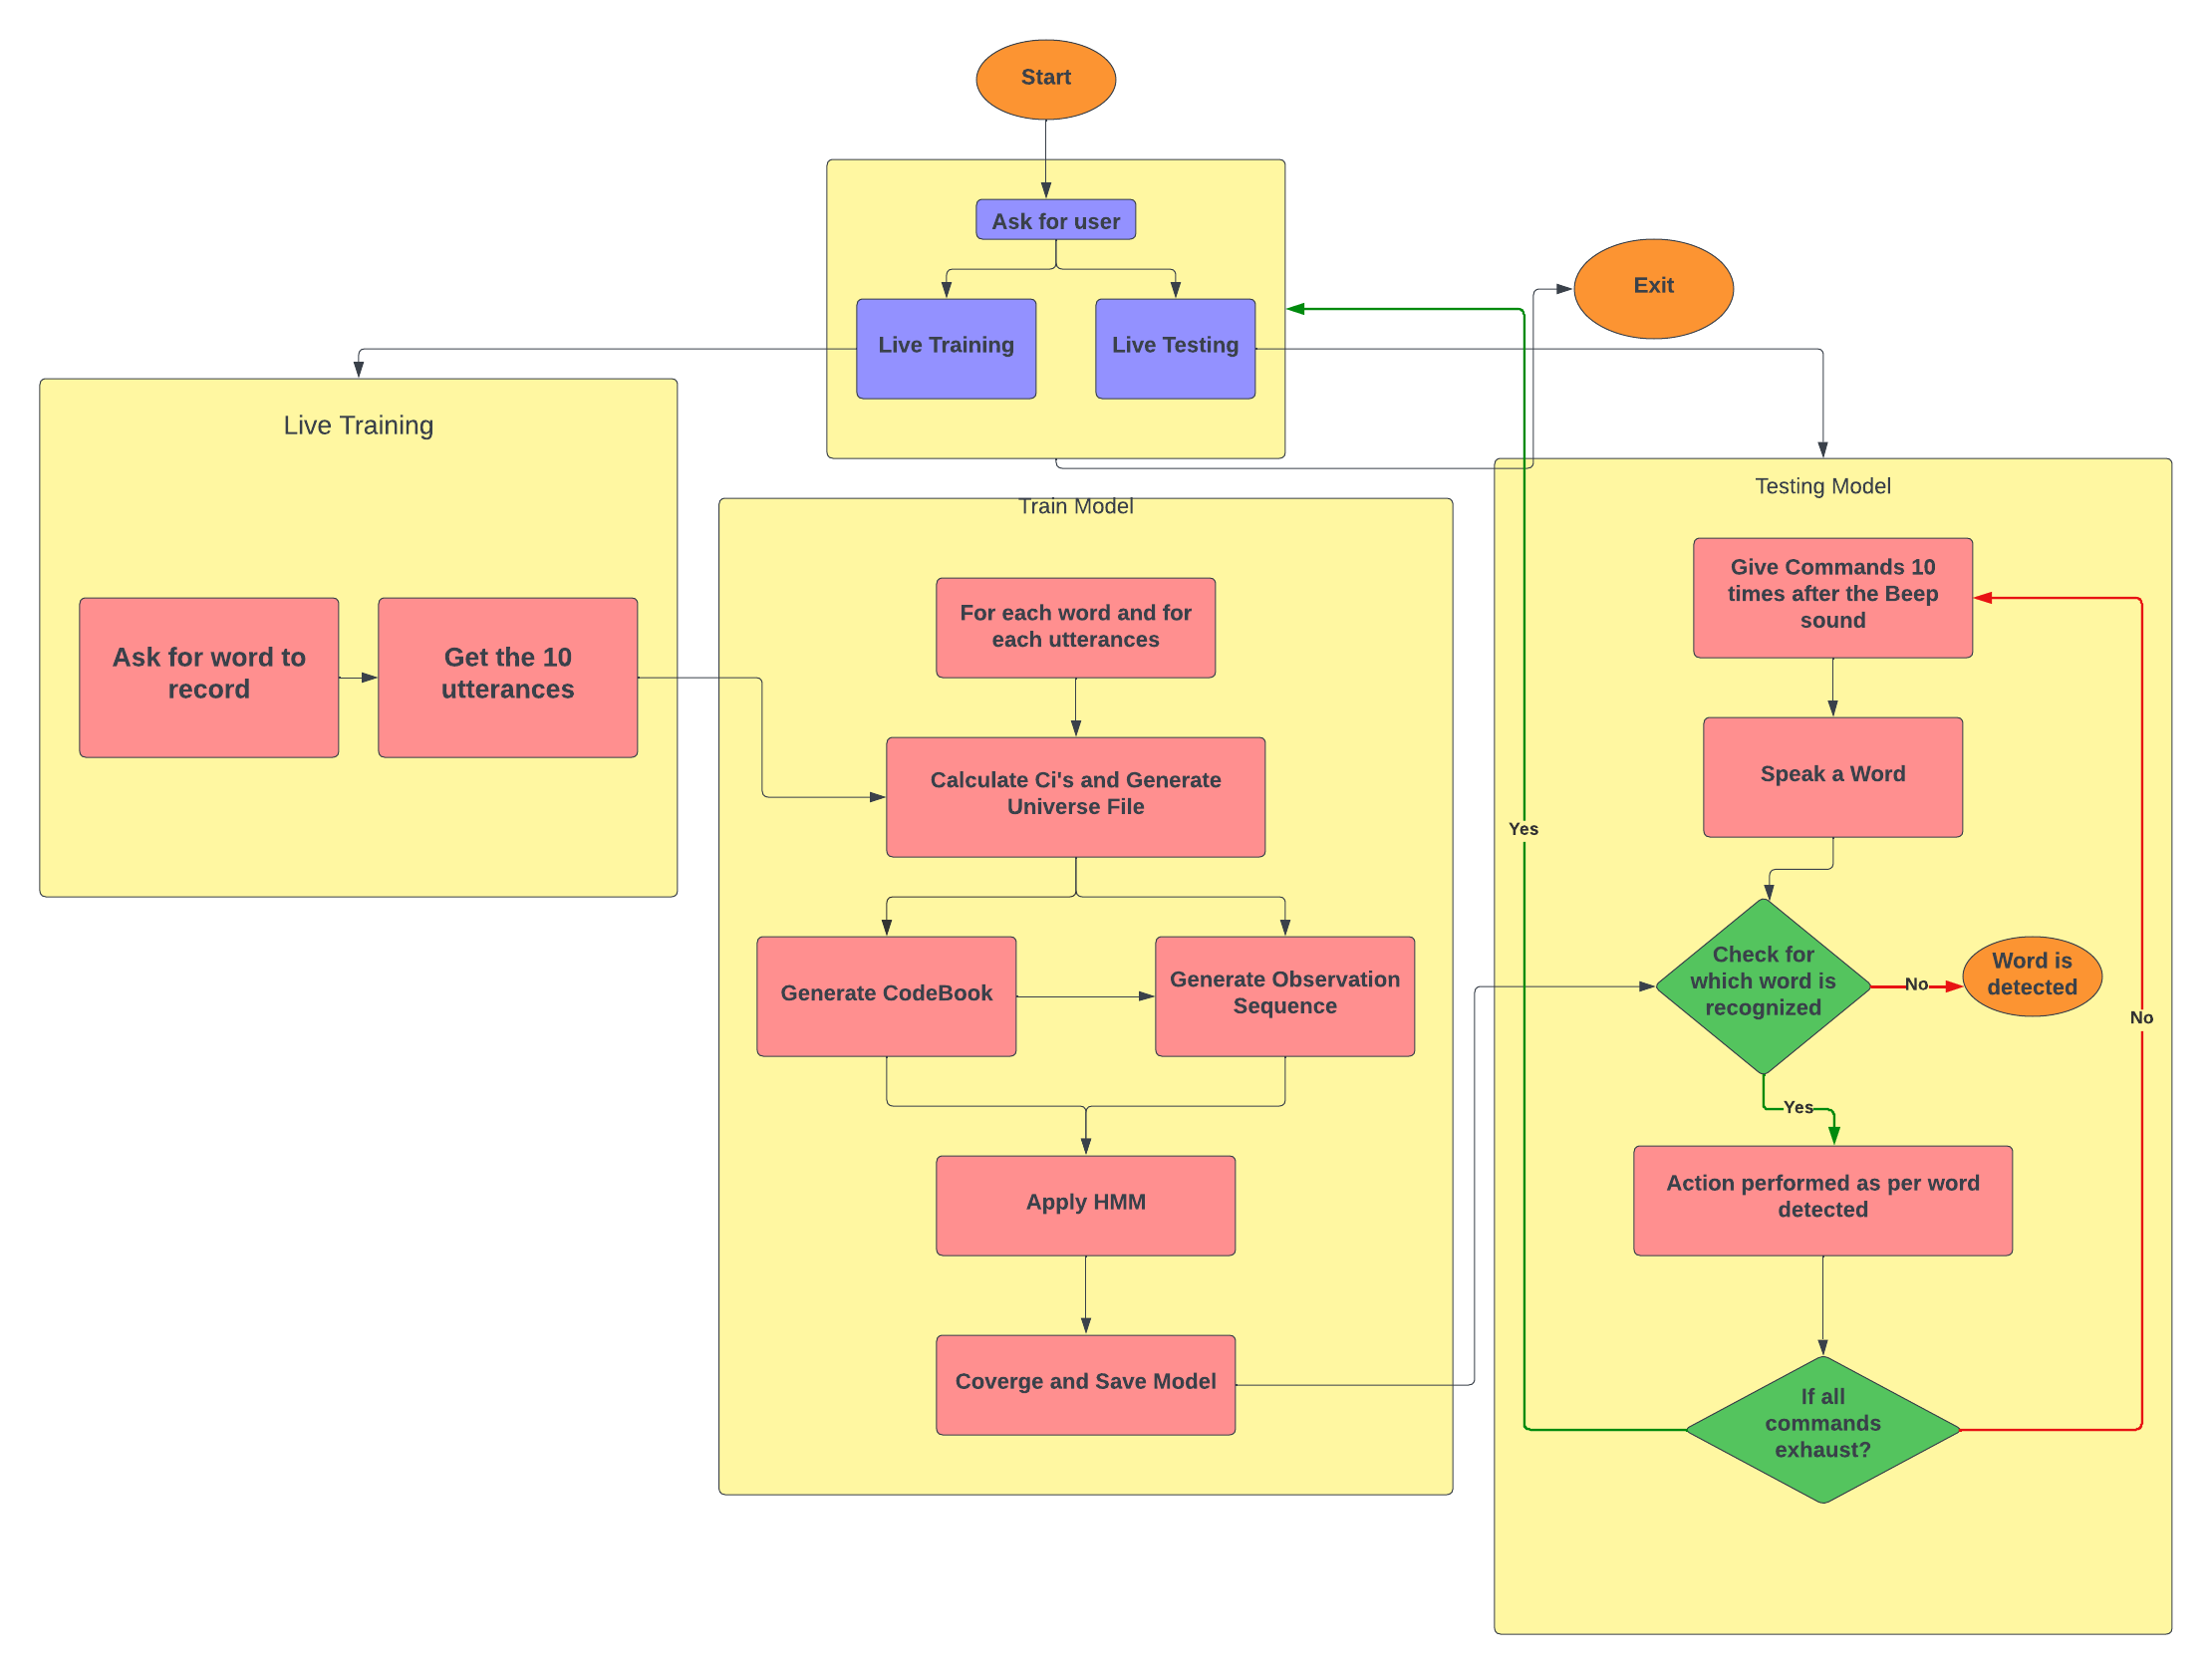 Start
Ask for user
Live Training
Live Testing
Exit
Live Training
Ask for word to
record
Get the 10
utterances
Train Model
For each word and for
each utterances
Calculate Ci's and Generate
Universe File
Generate CodeBook
Generate Observation
Sequence
Apply HMM
Coverge and Save Model
Testing Model
Give Commands 10
times after the Beep
sound
Speak a Word
Yes
Check for
which word is
recognized
No
Word is
detected
No
Yes
Action performed as per word
detected
If all
commands
exhaust?